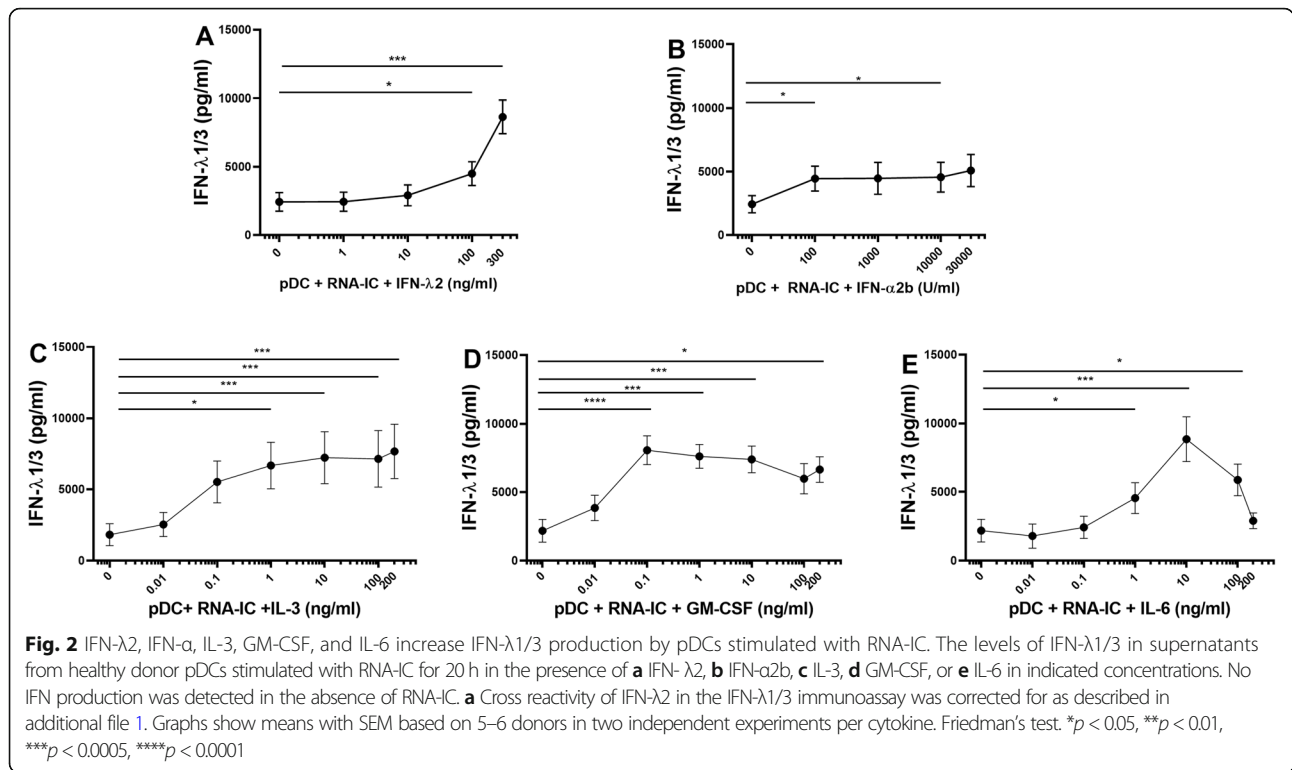 A
IFN-λ1/3 (pg/ml)
15000
10000
5000
0
***
*
0 1 10 100 300
pDC + RNA-IC + IFN-λ2 (ng/ml)
B
IFN-λ1/3 (pg/ml)
15000
10000
5000
0
*
*
0 100 1000 10000 30000
pDC + RNA-IC + IFN-α2b (U/ml)
C
IFN-λ1/3 (pg/ml)
15000
10000
5000
0
***
***
***
*
0 0.01 0.1 1 10 100 200
pDC+ RNA-IC +IL-3 (ng/ml)
D
IFN-λ1/3 (pg/ml)
15000
10000
5000
0
*
***
***
****
0 0.01 0.1 1 10 100 200
pDC + RNA-IC + GM-CSF (ng/ml)
E
IFN-λ1/3 (pg/ml)
15000
10000
5000
0
*
***
*
0 0.01 0.1 1 10 100 200
pDC + RNA-IC + IL-6 (ng/ml)
Fig. 2 IFN-λ2, IFN-α, IL-3, GM-CSF, and IL-6 increase IFN-λ1/3 production by pDCs stimulated with RNA-IC. The levels of IFN-λ1/3 in supernatants
from healthy donor pDCs stimulated with RNA-IC for 20 h in the presence of a IFN- λ2, b IFN-α2b, c IL-3, d GM-CSF, or e IL-6 in indicated concentrations. No
IFN production was detected in the absence of RNA-IC. a Cross reactivity of IFN-λ2 in the IFN-λ1/3 immunoassay was corrected for as described in
additional file 1. Graphs show means with SEM based on 5–6 donors in two independent experiments per cytokine. Friedman's test. *p < 0.05, **p < 0.01,
***p < 0.0005, ****p < 0.0001